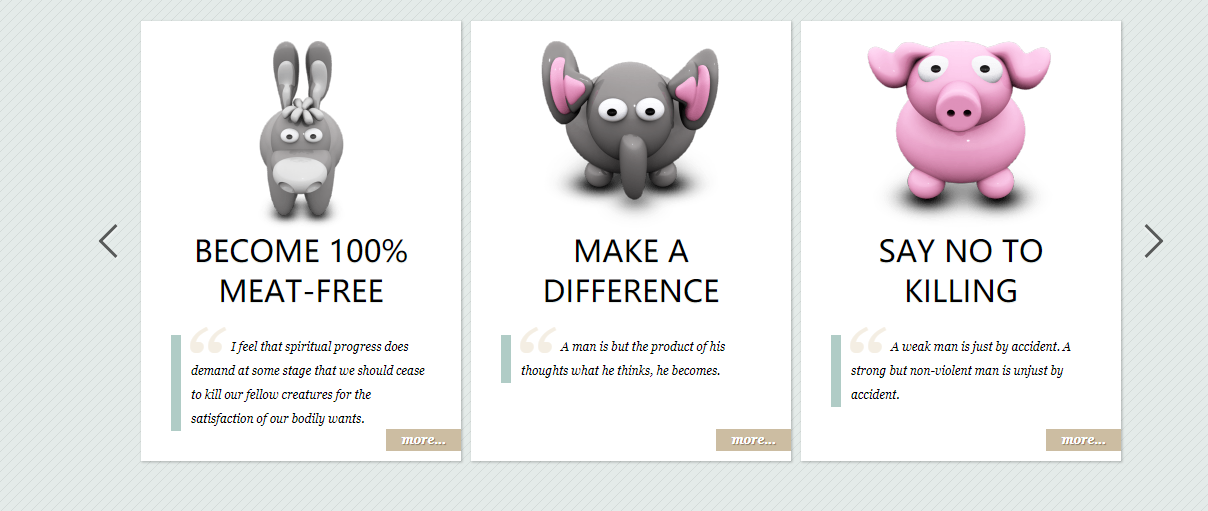 BECOME 100%
MEAT-FREE
“ I feel that spiritual progress does
demand at some stage that we should cease
to kill our fellow creatures for the
satisfaction of our bodily wants.
more...
MAKE A
DIFFERENCE
“ A man is but the product of his
thoughts what he thinks, he becomes.
more...
SAY NO TO
KILLING
“ A weak man is just by accident. A
strong but non-violent man is unjust by
accident.
more...